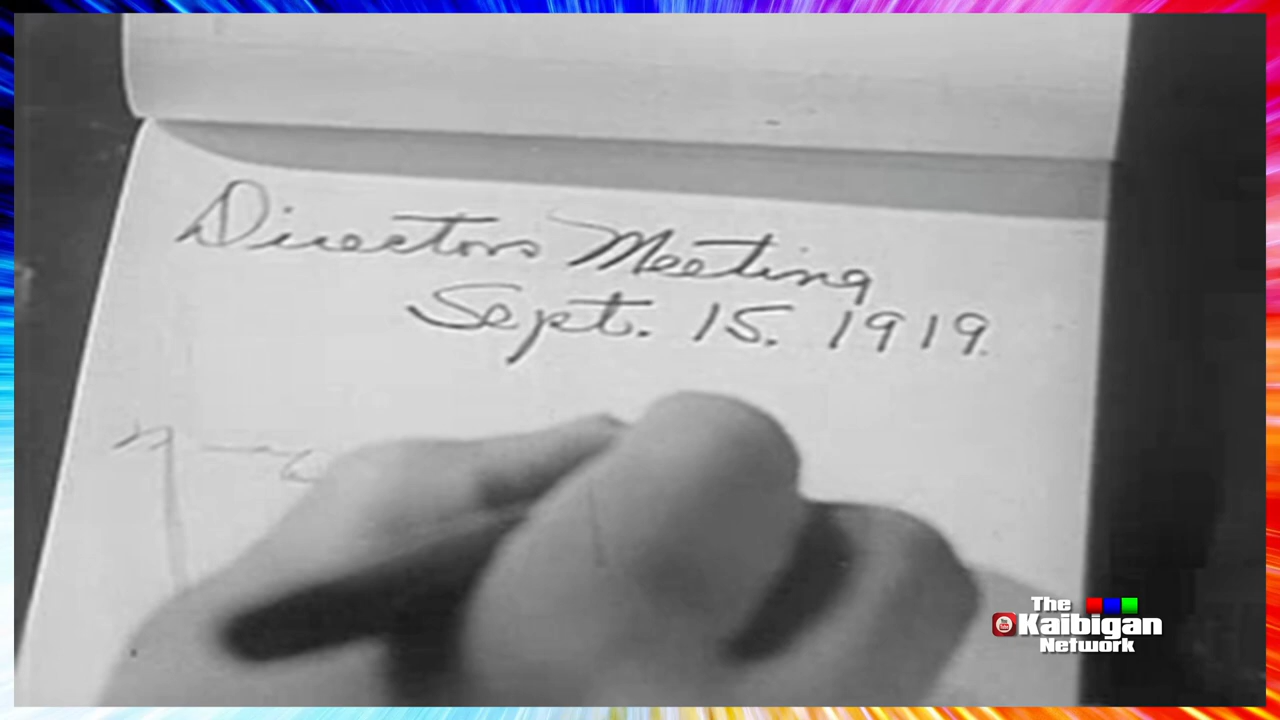 Directors Meeting
Sept. 15. 1919.
The
Kaibigan
Network